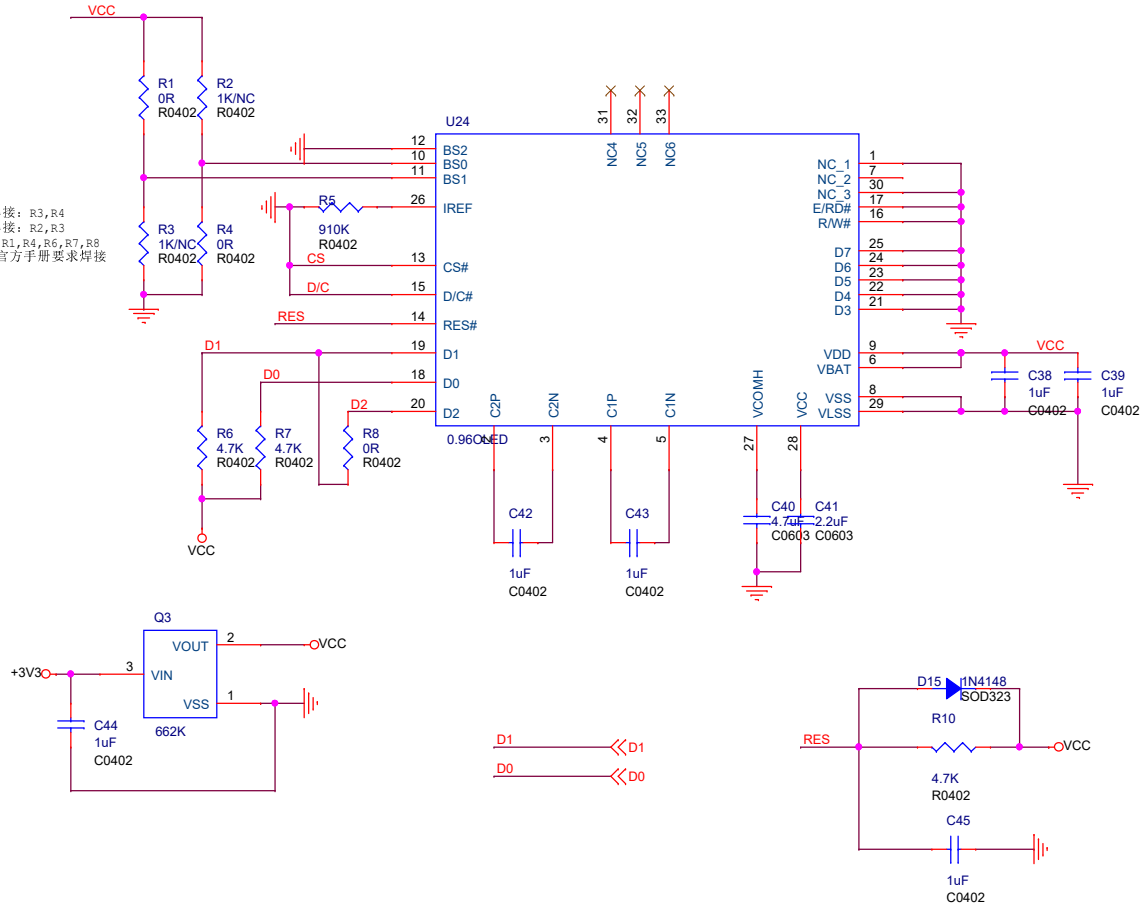 VCC
R1
0R
R0402
R2
1K/NC
R0402
接: R3,R4
接: R2,R3
R1,R4,R6,R7,R8
官方手册要求焊接
R3
1K/NC
R0402
R4
0R
R0402
U24
12
BS2
10
BS0
11
BS1
26
IREF
R5
910K
R0402
CS
13
CS#
D/C
15
D/C#
RES
14
RES#
D1
19
D1
D0
18
D0
D2
20
D2
31
32
33
NC4
NC5
NC6
NC_1
1
NC_2
7
NC_3
30
E/RD#
17
R/W#
16
D7
25
D6
24
D5
23
D4
22
D3
21
VDD
9
VCC
VBAT
6
VSS
8
VLSS
29
C38
1uF
C0402
C39
1uF
C0402
R6
4.7K
R0402
R7
4.7K
R0402
R8
0R
R0402
VCC
C2P
C2N
C1P
C1N
VCOMH
VCC
0.96OLED
2
3
4
5
27
28
C42
1uF
C0402
C43
1uF
C0402
C40
4.7uF
C0603
C41
2.2uF
C0603
Q3
VOUT
2
VCC
+3V3
3
VIN
VSS
1
662K
C44
1uF
C0402
D1
D1
D0
D0
D15
1N4148
SOD323
R10
RES
VCC
4.7K
R0402
C45
1uF
C0402